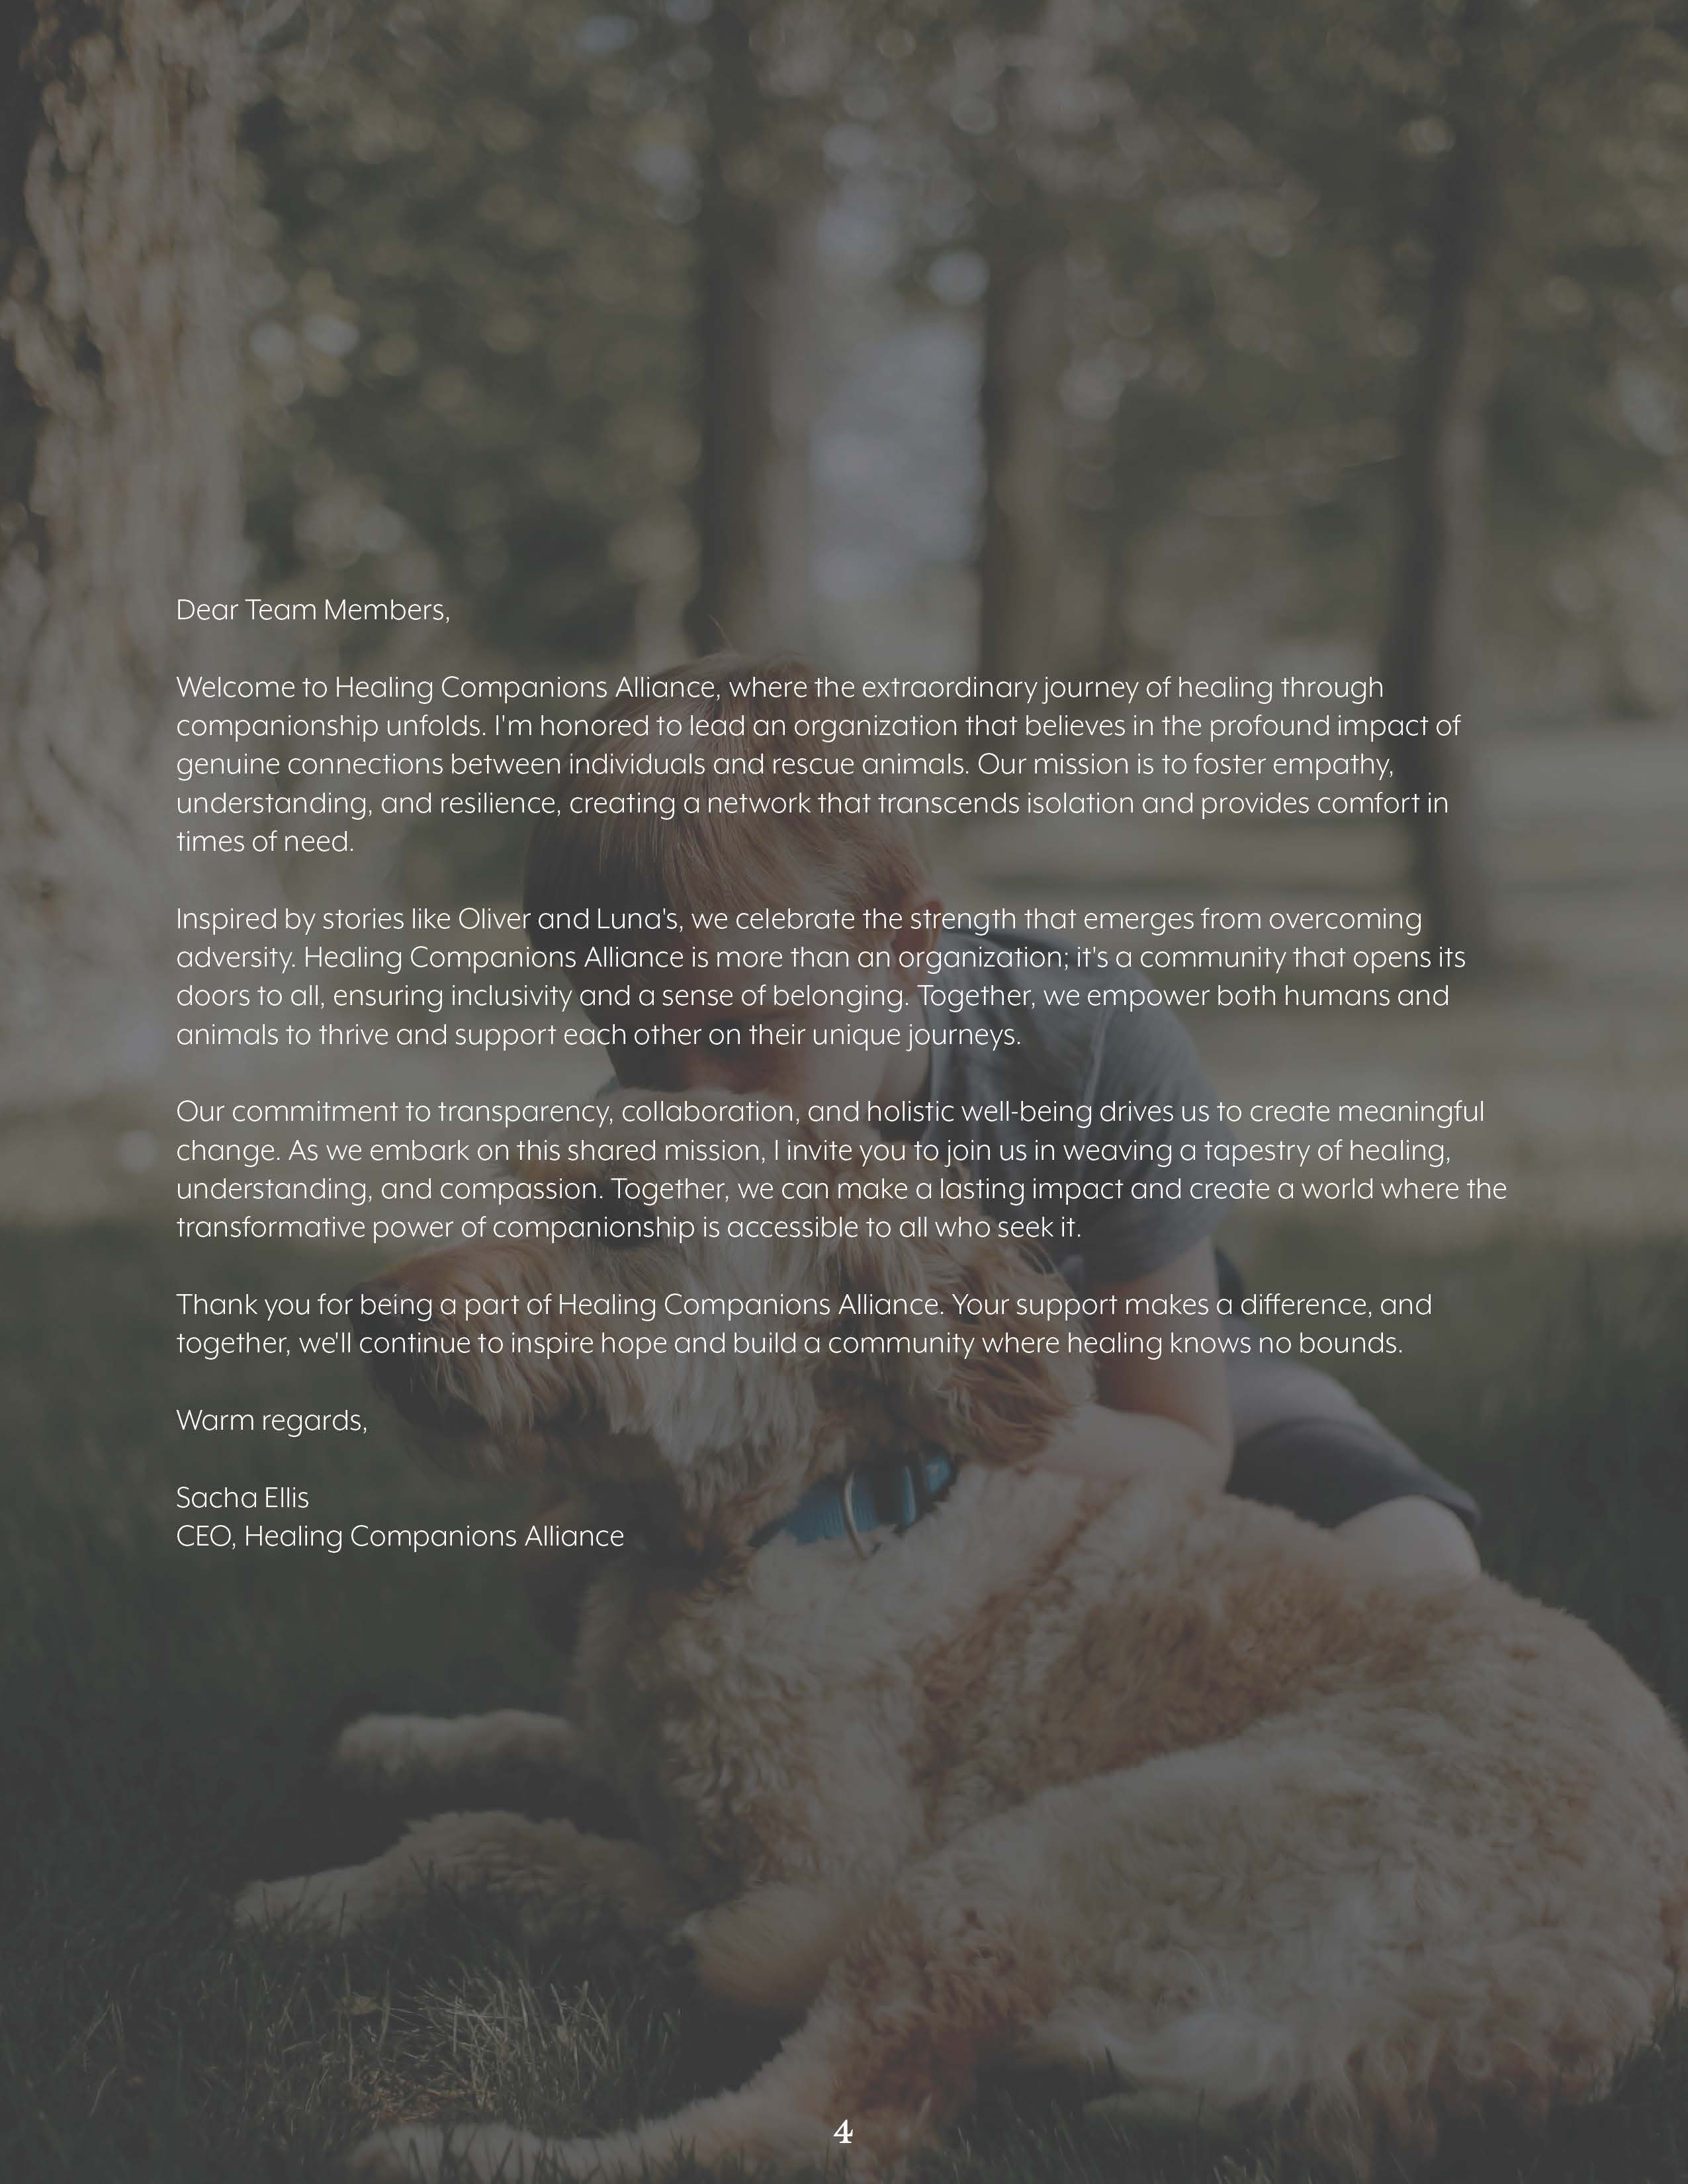 Dear Team Members,
Welcome to Healing Companions Alliance, where the extraordinary journey of healing through
companionship unfolds. I'm honored to lead an organization that believes in the profound impact of
genuine connections between individuals and rescue animals. Our mission is to foster empathy,
understanding, and resilience, creating a network that transcends isolation and provides comfort in
times of need.
Inspired by stories like Oliver and Luna's, we celebrate the strength that emerges from overcoming
adversity. Healing Companions Alliance is more than an organization; it's a community that opens its
doors to all, ensuring inclusivity and a sense of belonging. Together, we empower both humans and
animals to thrive and support each other on their unique journeys.
Our commitment to transparency, collaboration, and holistic well-being drives us to create meaningful
change. As we embark on this shared mission, I invite you to join us in weaving a tapestry of healing,
understanding, and compassion. Together, we can make a lasting impact and create a world where the
transformative power of companionship is accessible to all who seek it.
Thank you for being a part of Healing Companions Alliance. Your support makes a difference, and
together, we'll continue to inspire hope and build a community where healing knows no bounds.
Warm regards,
Sacha Ellis
CEO, Healing Companions Alliance
4